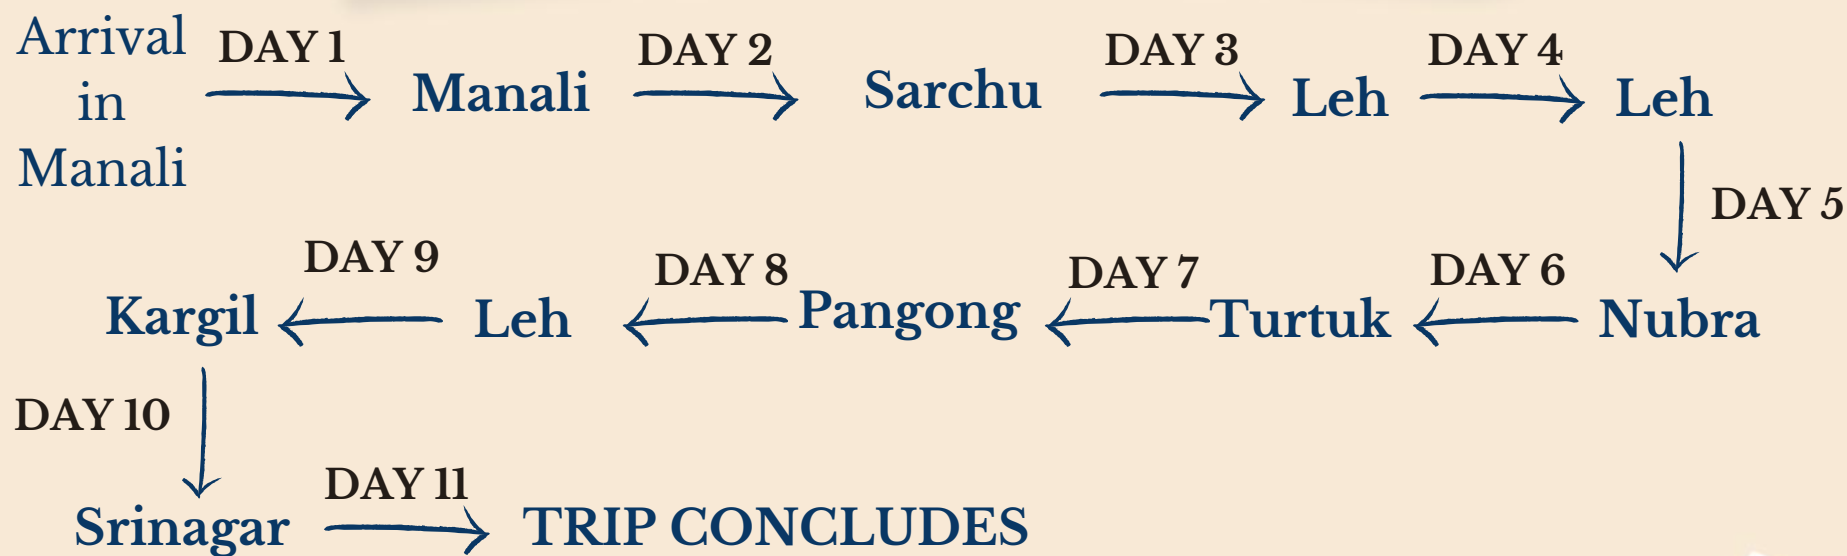 Arrival
in
Manali
DAY 1
Manali
DAY 2
Sarchu
DAY 3
Leh
DAY 4
Leh
DAY 5
Nubra
DAY 6
Turtuk
DAY 7
Pangong
DAY 8
Leh
DAY 9
Kargil
DAY 10
Srinagar
DAY 11
TRIP CONCLUDES